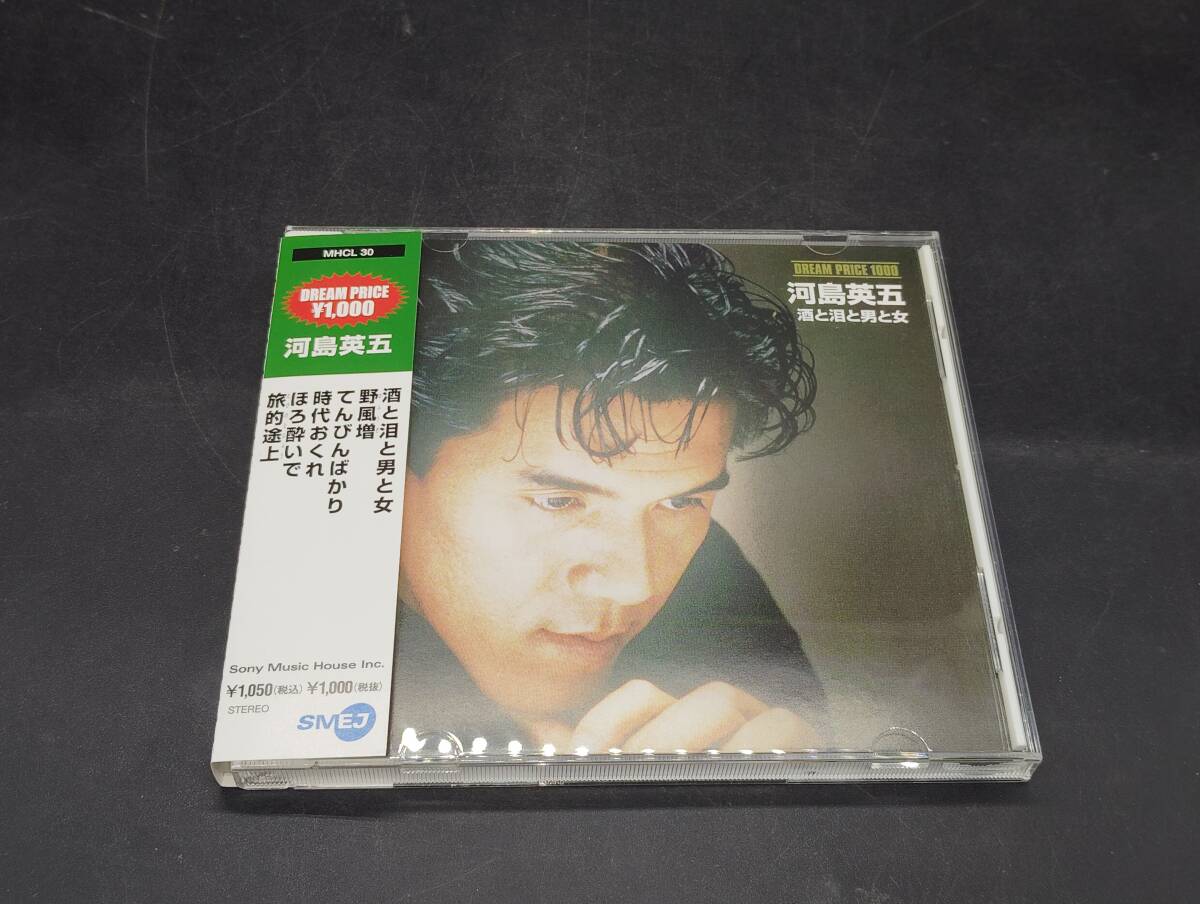 MHCL 30
DREAM PRICE
¥1,000
河島英五
酒と泪と男と女
野風増
てんびんばかり
時代おくれ
ほろ酔いで
旅的途上
Sony Music House Inc.
¥1,050(税込) ¥1,000(税抜)
STEREO
SMEJ
DREAM PRICE 1000
河島英五
酒と泪と男と女